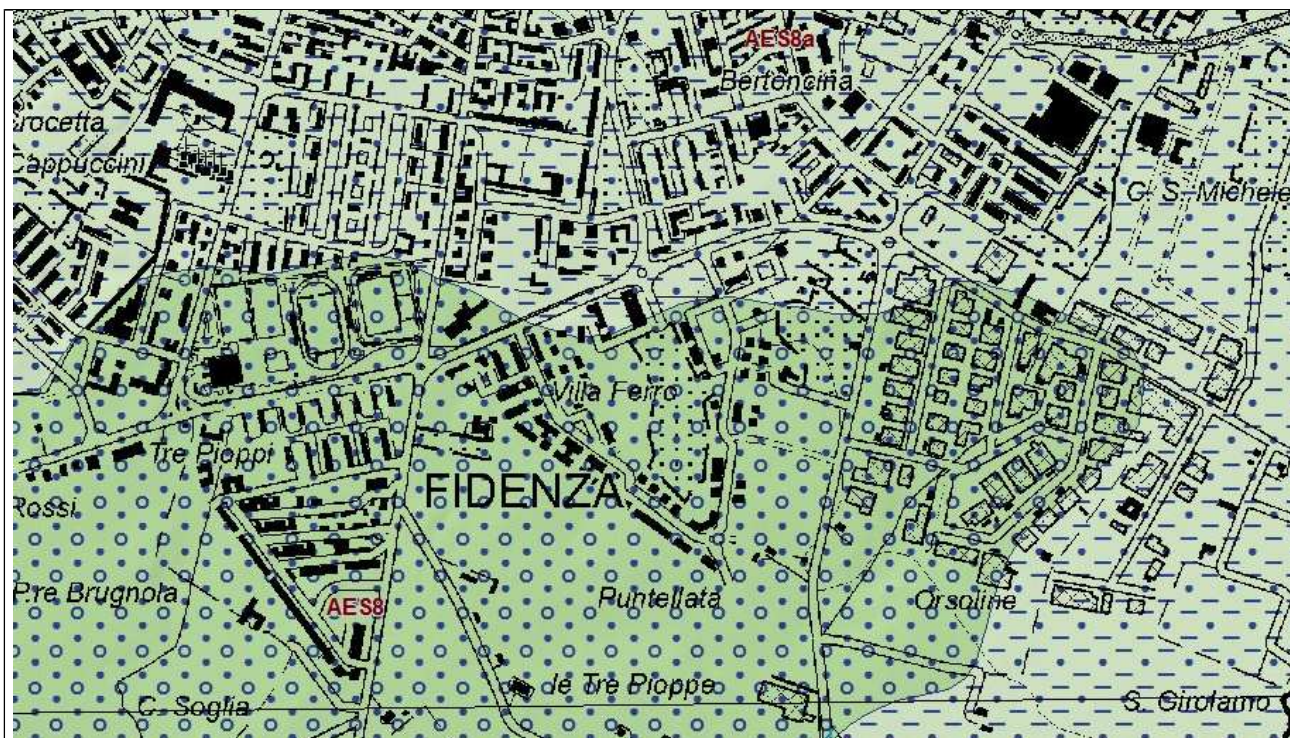 AES8a
Bertoncina
Crocetta
Cappuccini
C. S. Michele
Villa Ferro
Tre Pioppi
FIDENZA
Rossi
P.re Brugnola
AES8
Puntellata
Orsoline
le Tre Pioppe
C. Soglia
S. Girolamo